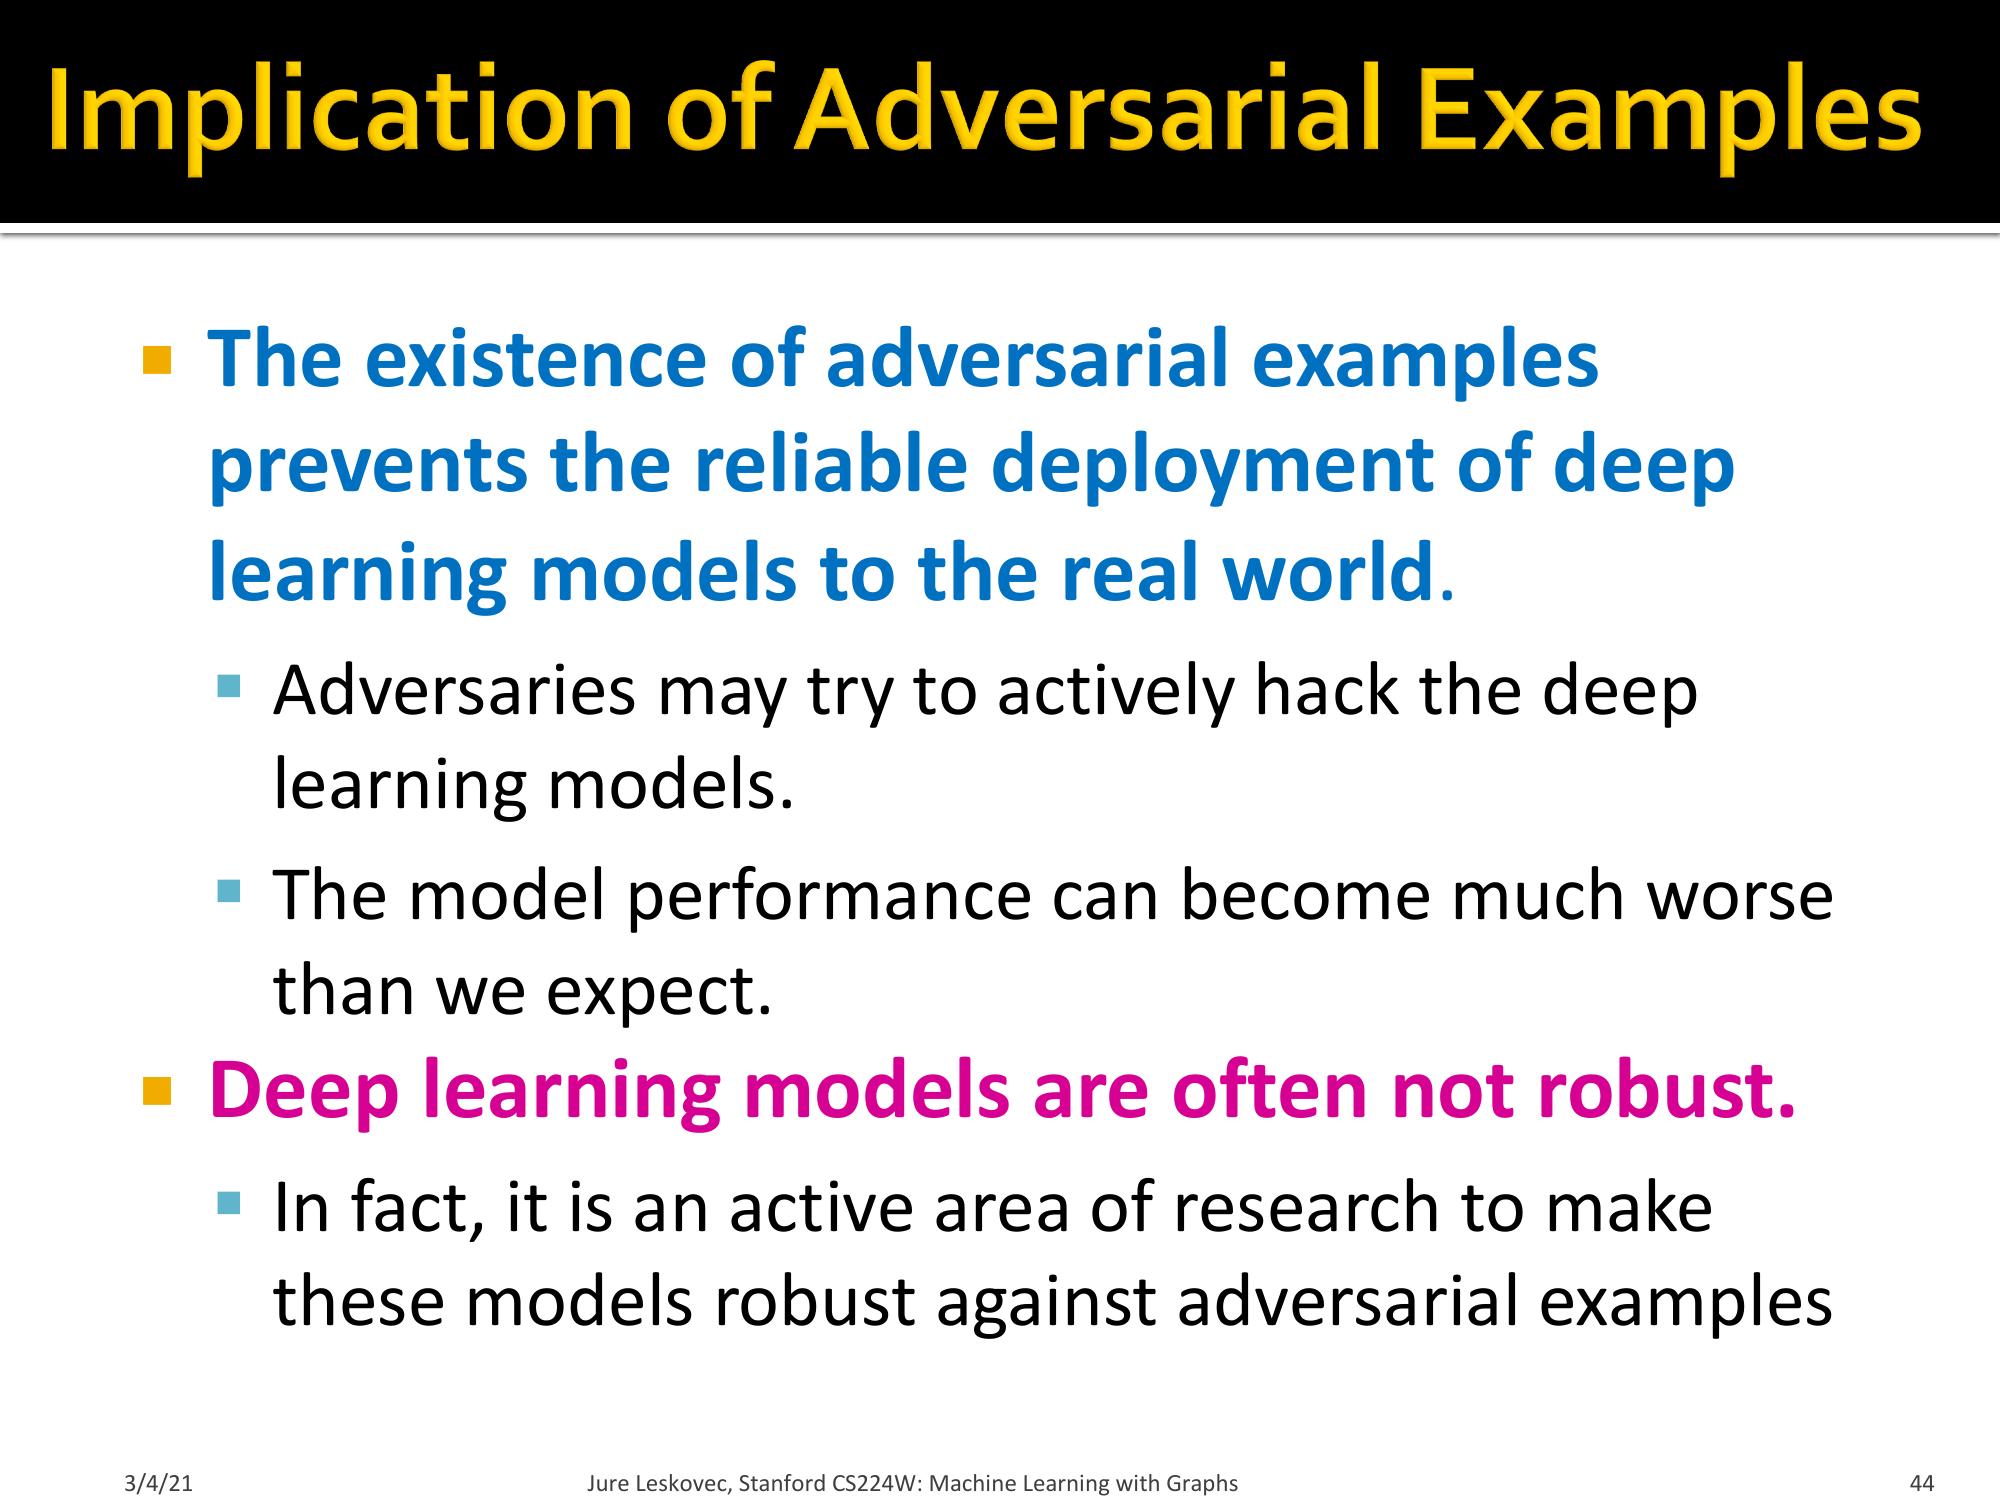 Implication of Adversarial Examples
The existence of adversarial examples
prevents the reliable deployment of deep
learning models to the real world.
Adversaries may try to actively hack the deep
learning models.
The model performance can become much worse
than we expect.
Deep learning models are often not robust.
In fact, it is an active area of research to make
these models robust against adversarial examples
3/4/21
Jure Leskovec, Stanford CS224W: Machine Learning with Graphs
44